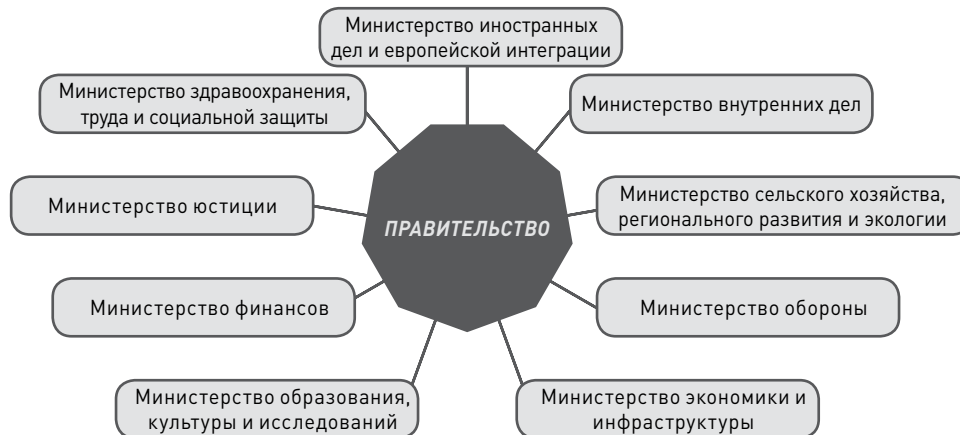 Министерство иностранных
дел и европейской интеграции
Министерство здравоохранения,
труда и социальной защиты
Министерство внутренних дел
Министерство юстиции
Министерство сельского хозяйства,
регионального развития и экологии
ПРАВИТЕЛЬСТВО
Министерство финансов
Министерство обороны
Министерство образования,
культуры и исследований
Министерство экономики и
инфраструктуры